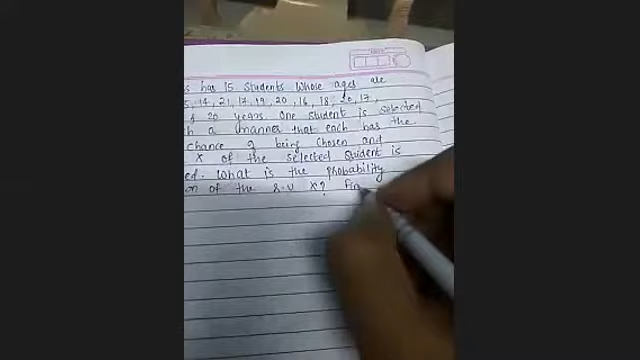 s has 15 students whose ages are
5, 14, 21, 17, 19, 20, 16, 18, 20, 17,
20 years. One student is selected
h a manner that each has the
chance of being chosen and
X of the selected student is
ed. What is the probability
on of the r.v X? Fin